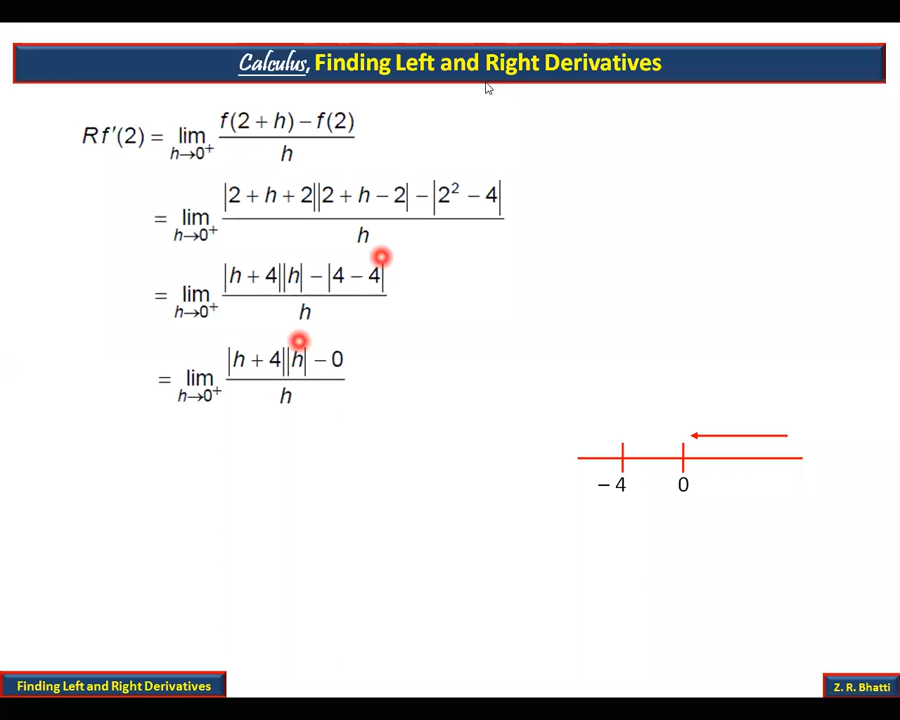 Calculus, Finding Left and Right Derivatives
Rf'(2) = lim h→0⁺ f(2 + h) − f(2) / h
= lim h→0⁺ |2 + h + 2||2 + h − 2| − |2² − 4| / h
= lim h→0⁺ |h + 4||h| − |4 − 4| / h
= lim h→0⁺ |h + 4||h| − 0 / h
− 4 0
Finding Left and Right Derivatives
Z. R. Bhatti